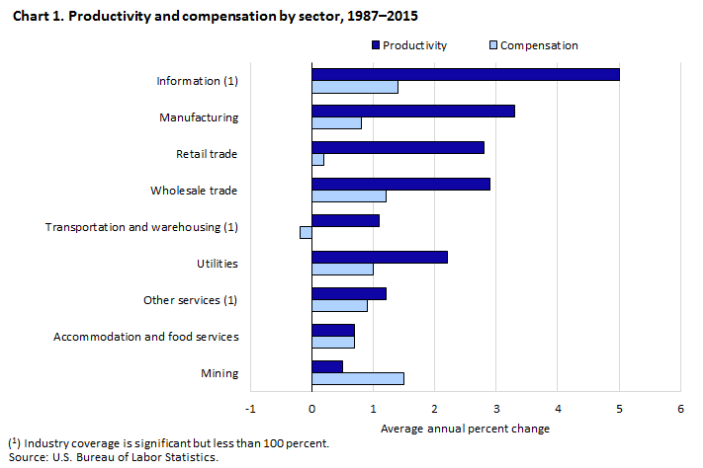 Chart 1. Productivity and compensation by sector, 1987–2015
Productivity
Compensation
Information (1)
Manufacturing
Retail trade
Wholesale trade
Transportation and warehousing (1)
Utilities
Other services (1)
Accommodation and food services
Mining
-1 0 1 2 3 4 5 6
Average annual percent change
(¹) Industry coverage is significant but less than 100 percent.
Source: U.S. Bureau of Labor Statistics.